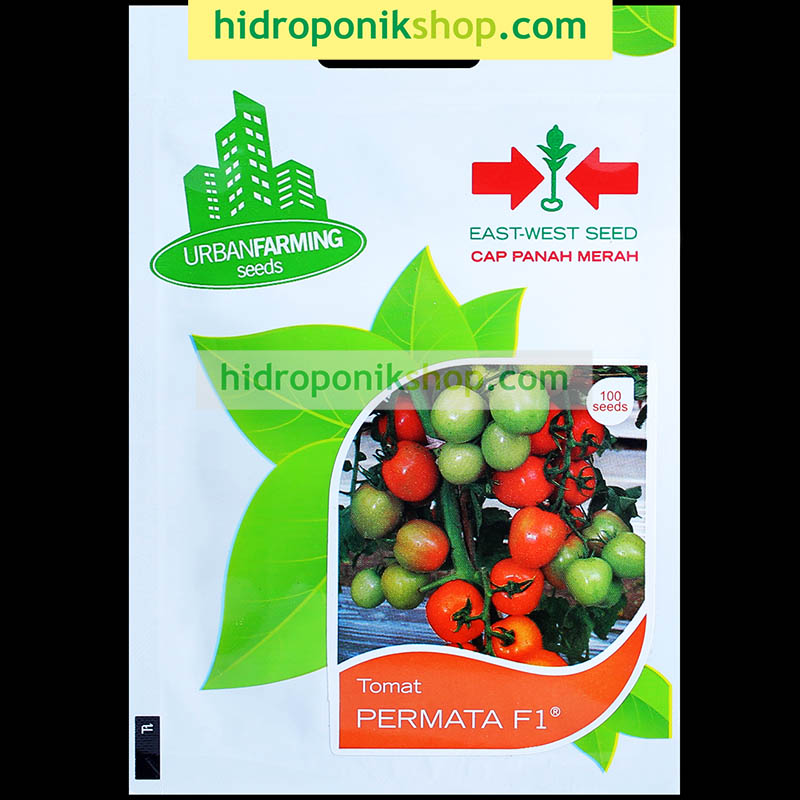 hidroponikshop.com
URBANFARMING
seeds
EAST-WEST SEED
CAP PANAH MERAH
hidroponikshop.com
100
seeds
Tomat
PERMATA F1®